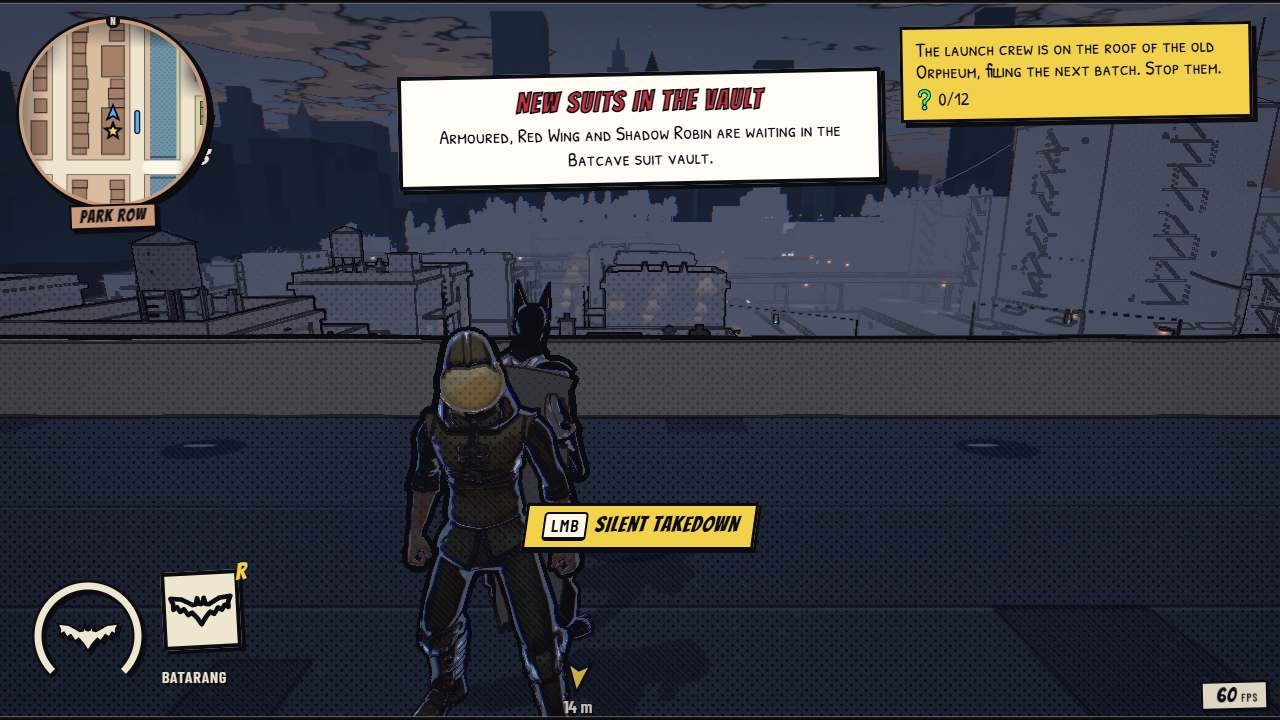 N
PARK ROW
NEW SUITS IN THE VAULT
ARMOURED, RED WING AND SHADOW ROBIN ARE WAITING IN THE
BATCAVE SUIT VAULT.
THE LAUNCH CREW IS ON THE ROOF OF THE OLD
ORPHEUM, filling THE NEXT BATCH. STOP THEM.
? 0/12
LMB SILENT TAKEDOWN
R
BATARANG
14 m
60 FPS